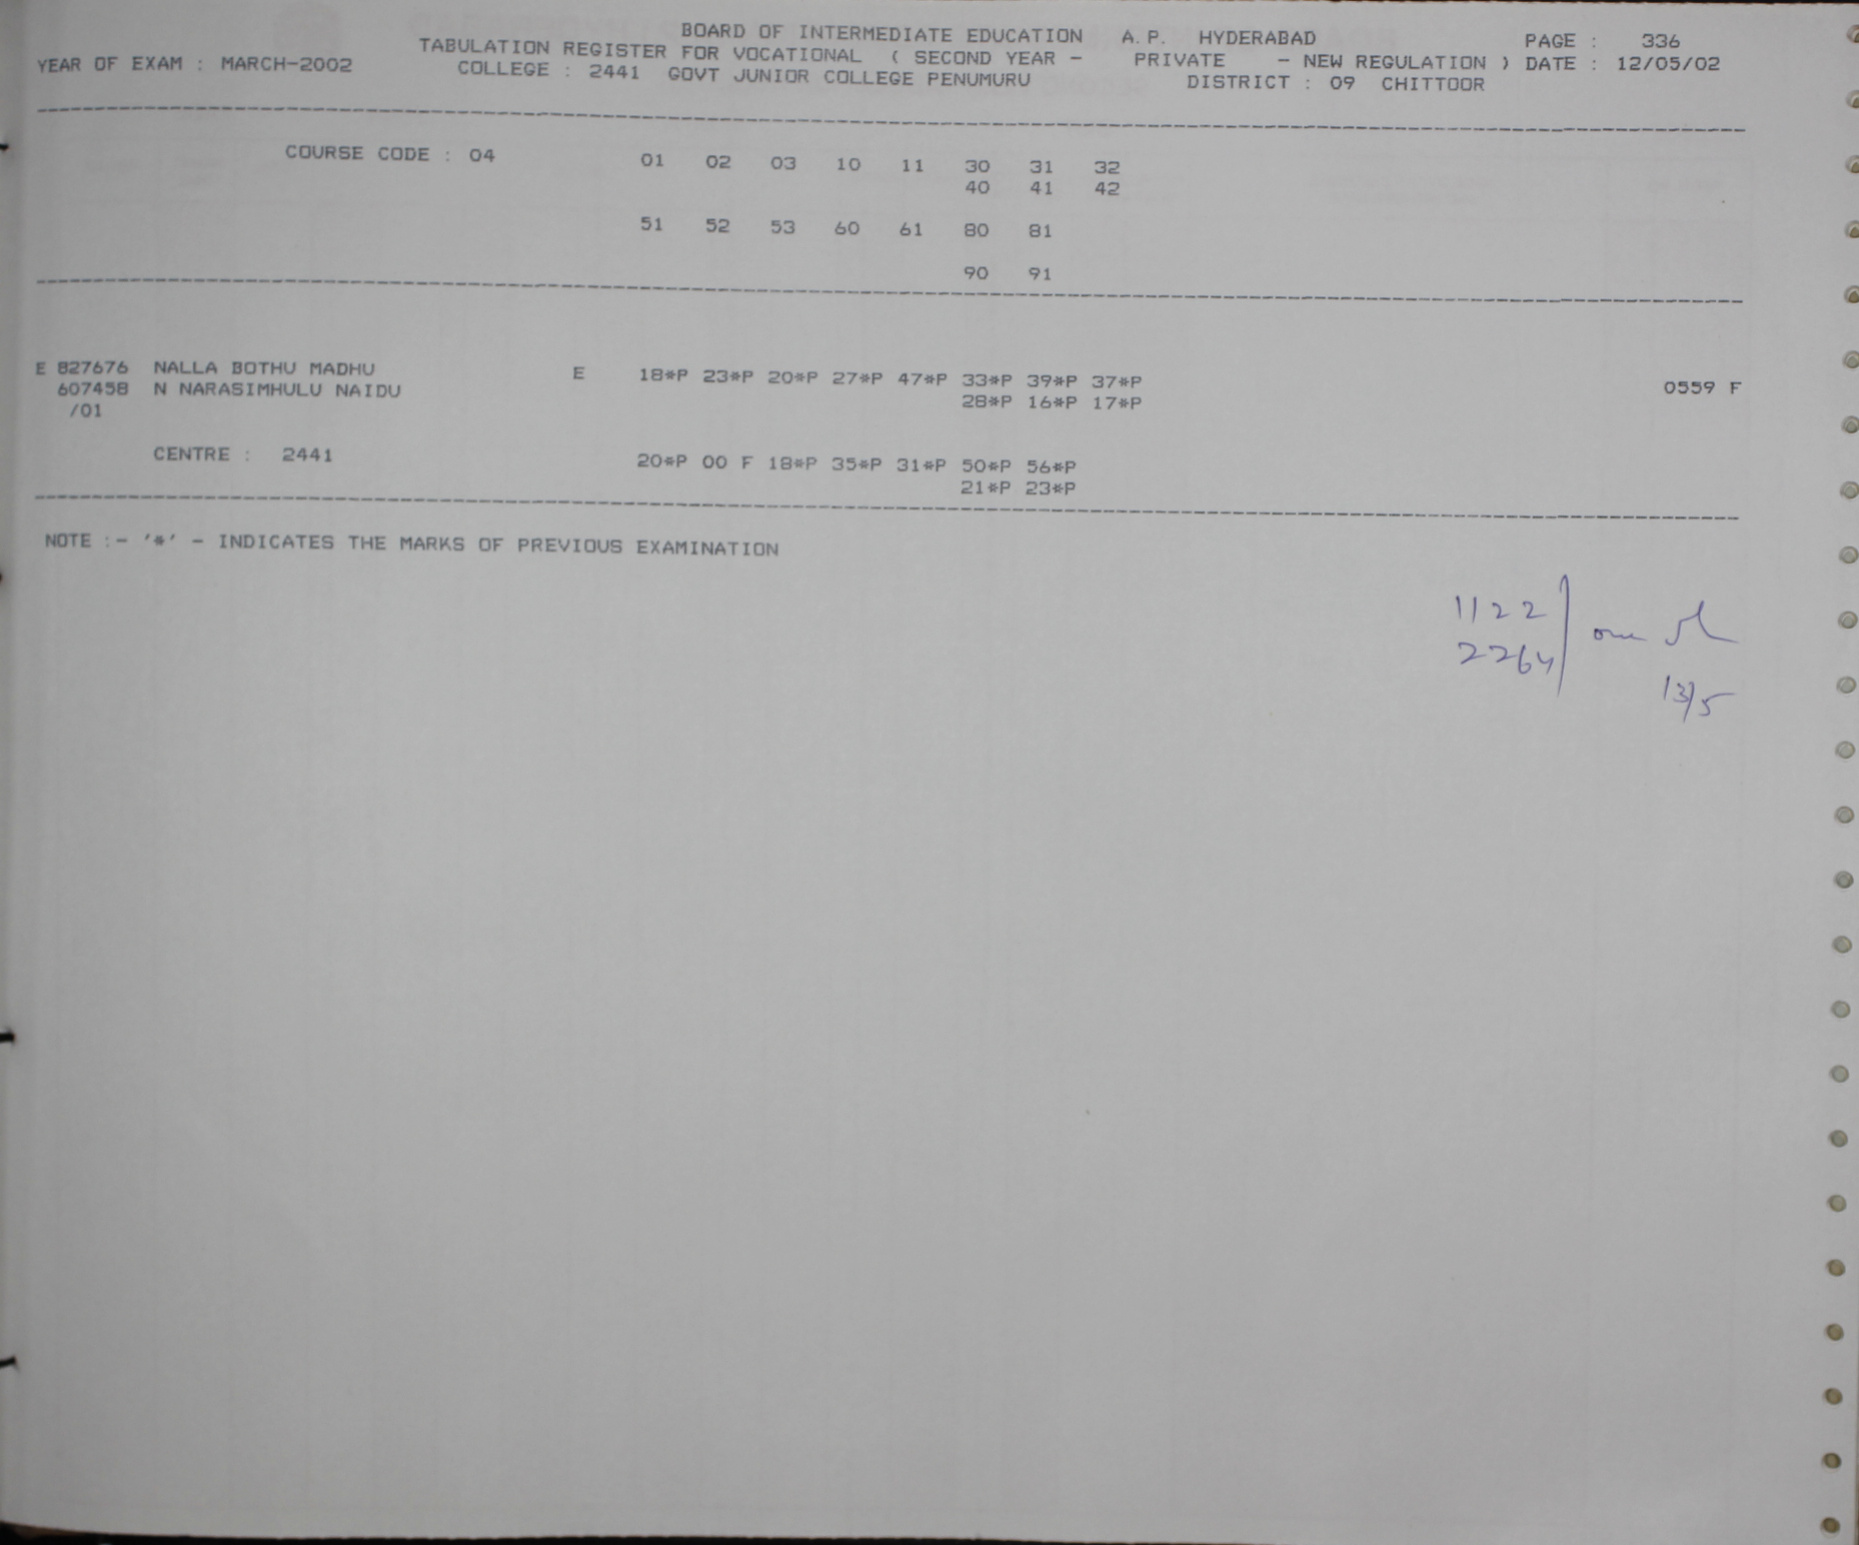 BOARD OF INTERMEDIATE EDUCATION A.P. HYDERABAD PAGE : 336
TABULATION REGISTER FOR VOCATIONAL ( SECOND YEAR - PRIVATE - NEW REGULATION ) DATE : 12/05/02
YEAR OF EXAM : MARCH-2002 COLLEGE : 2441 GOVT JUNIOR COLLEGE PENUMURU DISTRICT : 09 CHITTOOR
COURSE CODE : 04 01 02 03 10 11 30 31 32
40 41 42
51 52 53 60 61 80 81
90 91
E 827676 NALLA BOTHU MADHU E 18*P 23*P 20*P 27*P 47*P 33*P 39*P 37*P 0559 F
607458 N NARASIMHULU NAIDU 28*P 16*P 17*P
/01
CENTRE : 2441 20*P 00 F 18*P 35*P 31*P 50*P 56*P
21*P 23*P
NOTE :- '*' - INDICATES THE MARKS OF PREVIOUS EXAMINATION
1122
2264
13/5